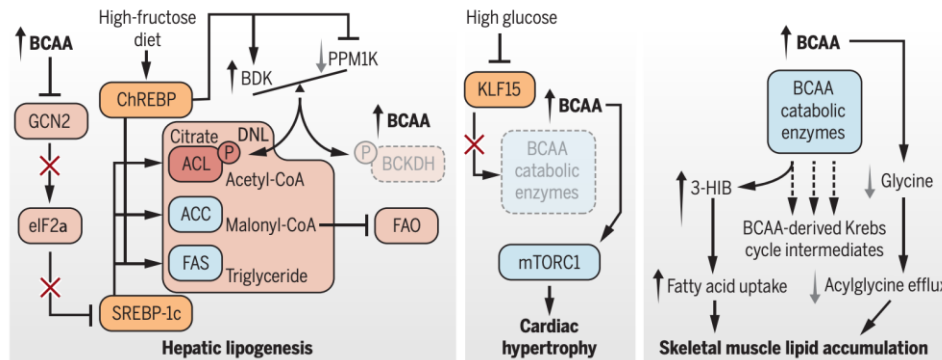 BCAA
High-fructose
diet
GCN2
ChREBP
BDK
PPM1K
eIF2a
Citrate
DNL
ACL
P
Acetyl-CoA
BCAA
P
BCKDH
ACC
Malonyl-CoA
FAO
FAS
Triglyceride
SREBP-1c
Hepatic lipogenesis
High glucose
KLF15
BCAA
BCAA
catabolic
enzymes
mTORC1
Cardiac
hypertrophy
BCAA
BCAA
catabolic
enzymes
3-HIB
Glycine
BCAA-derived Krebs
cycle intermediates
Fatty acid uptake
Acylglycine efflux
Skeletal muscle lipid accumulation